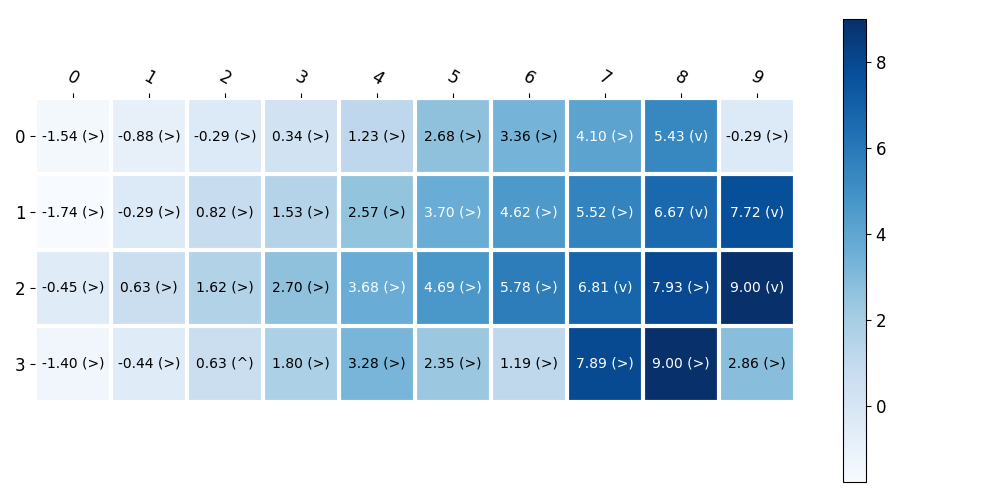 0 1 2 3 4 5 6 7 8 9
0 -1.54 (>) -0.88 (>) -0.29 (>) 0.34 (>) 1.23 (>) 2.68 (>) 3.36 (>) 4.10 (>) 5.43 (v) -0.29 (>)
1 -1.74 (>) -0.29 (>) 0.82 (>) 1.53 (>) 2.57 (>) 3.70 (>) 4.62 (>) 5.52 (>) 6.67 (v) 7.72 (v)
2 -0.45 (>) 0.63 (>) 1.62 (>) 2.70 (>) 3.68 (>) 4.69 (>) 5.78 (>) 6.81 (v) 7.93 (>) 9.00 (v)
3 -1.40 (>) -0.44 (>) 0.63 (^) 1.80 (>) 3.28 (>) 2.35 (>) 1.19 (>) 7.89 (>) 9.00 (>) 2.86 (>)
8
6
4
2
0